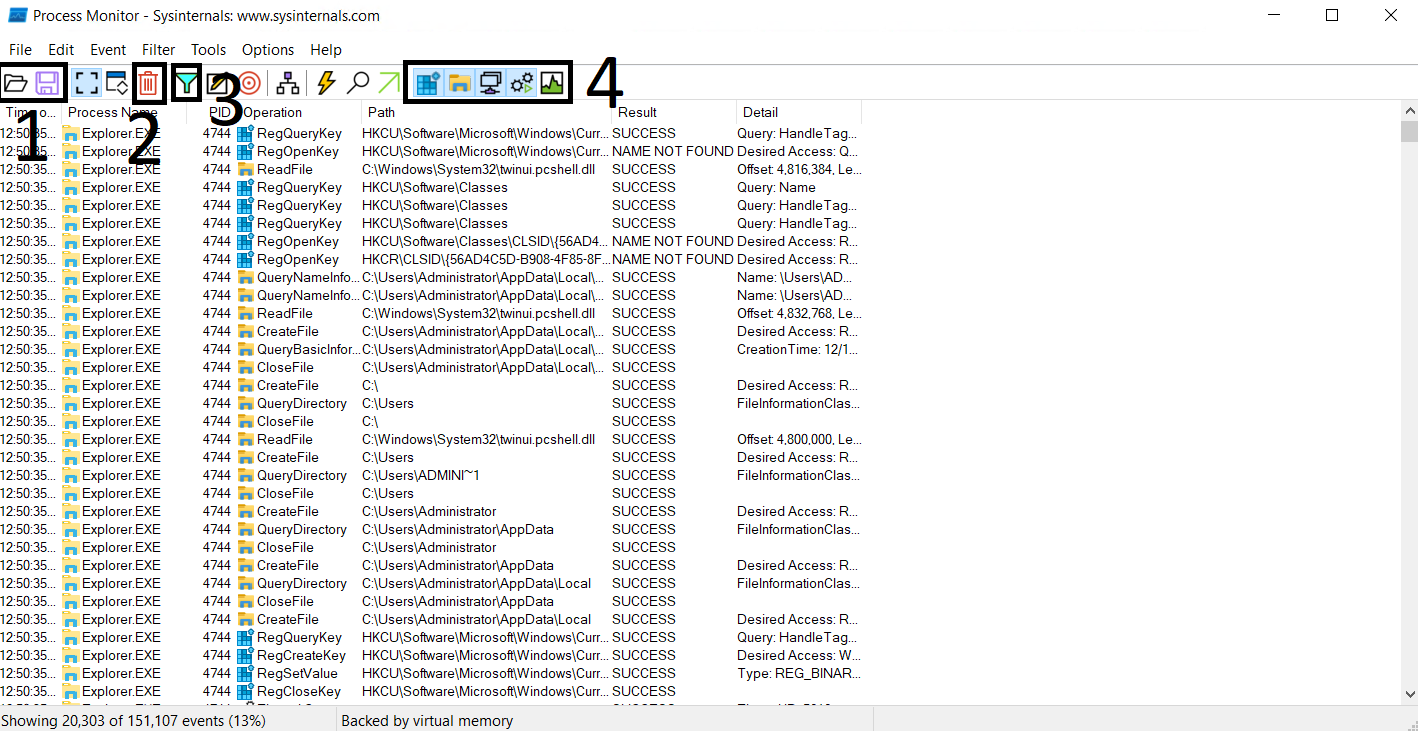 Process Monitor - Sysinternals: www.sysinternals.com
File Edit Event Filter Tools Options Help
1 2 3 4
Process Name PID Operation Path Result Detail
12:50:35... Explorer.EXE 4744 RegQueryKey HKCU\Software\Microsoft\Windows\Curr... SUCCESS Query: HandleTag...
12:50:35... Explorer.EXE 4744 RegOpenKey HKCU\Software\Microsoft\Windows\Curr... NAME NOT FOUND Desired Access: Q...
12:50:35... Explorer.EXE 4744 ReadFile C:\Windows\System32\twinui.pcshell.dll SUCCESS Offset: 4,816,384, Le...
12:50:35... Explorer.EXE 4744 RegQueryKey HKCU\Software\Classes SUCCESS Query: Name
12:50:35... Explorer.EXE 4744 RegQueryKey HKCU\Software\Classes SUCCESS Query: HandleTag...
12:50:35... Explorer.EXE 4744 RegQueryKey HKCU\Software\Classes SUCCESS Query: HandleTag...
12:50:35... Explorer.EXE 4744 RegOpenKey HKCU\Software\Classes\CLSID\{56AD4... NAME NOT FOUND Desired Access: R...
12:50:35... Explorer.EXE 4744 RegOpenKey HKCR\CLSID\{56AD4C5D-B908-4F85-8F... NAME NOT FOUND Desired Access: R...
12:50:35... Explorer.EXE 4744 QueryNameInfo... C:\Users\Administrator\AppData\Local\... SUCCESS Name: \Users\AD...
12:50:35... Explorer.EXE 4744 QueryNameInfo... C:\Users\Administrator\AppData\Local\... SUCCESS Name: \Users\AD...
12:50:35... Explorer.EXE 4744 ReadFile C:\Windows\System32\twinui.pcshell.dll SUCCESS Offset: 4,832,768, Le...
12:50:35... Explorer.EXE 4744 CreateFile C:\Users\Administrator\AppData\Local\... SUCCESS Desired Access: R...
12:50:35... Explorer.EXE 4744 QueryBasicInfor... C:\Users\Administrator\AppData\Local\... SUCCESS CreationTime: 12/1...
12:50:35... Explorer.EXE 4744 CloseFile C:\Users\Administrator\AppData\Local\... SUCCESS
12:50:35... Explorer.EXE 4744 CreateFile C:\ SUCCESS Desired Access: R...
12:50:35... Explorer.EXE 4744 QueryDirectory C:\Users SUCCESS FileInformationClas...
12:50:35... Explorer.EXE 4744 CloseFile C:\ SUCCESS
12:50:35... Explorer.EXE 4744 ReadFile C:\Windows\System32\twinui.pcshell.dll SUCCESS Offset: 4,800,000, Le...
12:50:35... Explorer.EXE 4744 CreateFile C:\Users SUCCESS Desired Access: R...
12:50:35... Explorer.EXE 4744 QueryDirectory C:\Users\ADMINI~1 SUCCESS FileInformationClas...
12:50:35... Explorer.EXE 4744 CloseFile C:\Users SUCCESS
12:50:35... Explorer.EXE 4744 CreateFile C:\Users\Administrator SUCCESS Desired Access: R...
12:50:35... Explorer.EXE 4744 QueryDirectory C:\Users\Administrator\AppData SUCCESS FileInformationClas...
12:50:35... Explorer.EXE 4744 CloseFile C:\Users\Administrator SUCCESS
12:50:35... Explorer.EXE 4744 CreateFile C:\Users\Administrator\AppData SUCCESS Desired Access: R...
12:50:35... Explorer.EXE 4744 QueryDirectory C:\Users\Administrator\AppData\Local SUCCESS FileInformationClas...
12:50:35... Explorer.EXE 4744 CloseFile C:\Users\Administrator\AppData SUCCESS
12:50:35... Explorer.EXE 4744 CreateFile C:\Users\Administrator\AppData\Local SUCCESS Desired Access: R...
12:50:35... Explorer.EXE 4744 RegQueryKey HKCU\Software\Microsoft\Windows\Curr... SUCCESS Query: HandleTag...
12:50:35... Explorer.EXE 4744 RegCreateKey HKCU\Software\Microsoft\Windows\Curr... SUCCESS Desired Access: W...
12:50:35... Explorer.EXE 4744 RegSetValue HKCU\Software\Microsoft\Windows\Curr... SUCCESS Type: REG_BINAR...
12:50:35... Explorer.EXE 4744 RegCloseKey HKCU\Software\Microsoft\Windows\Curr... SUCCESS
Showing 20,303 of 151,107 events (13%) Backed by virtual memory